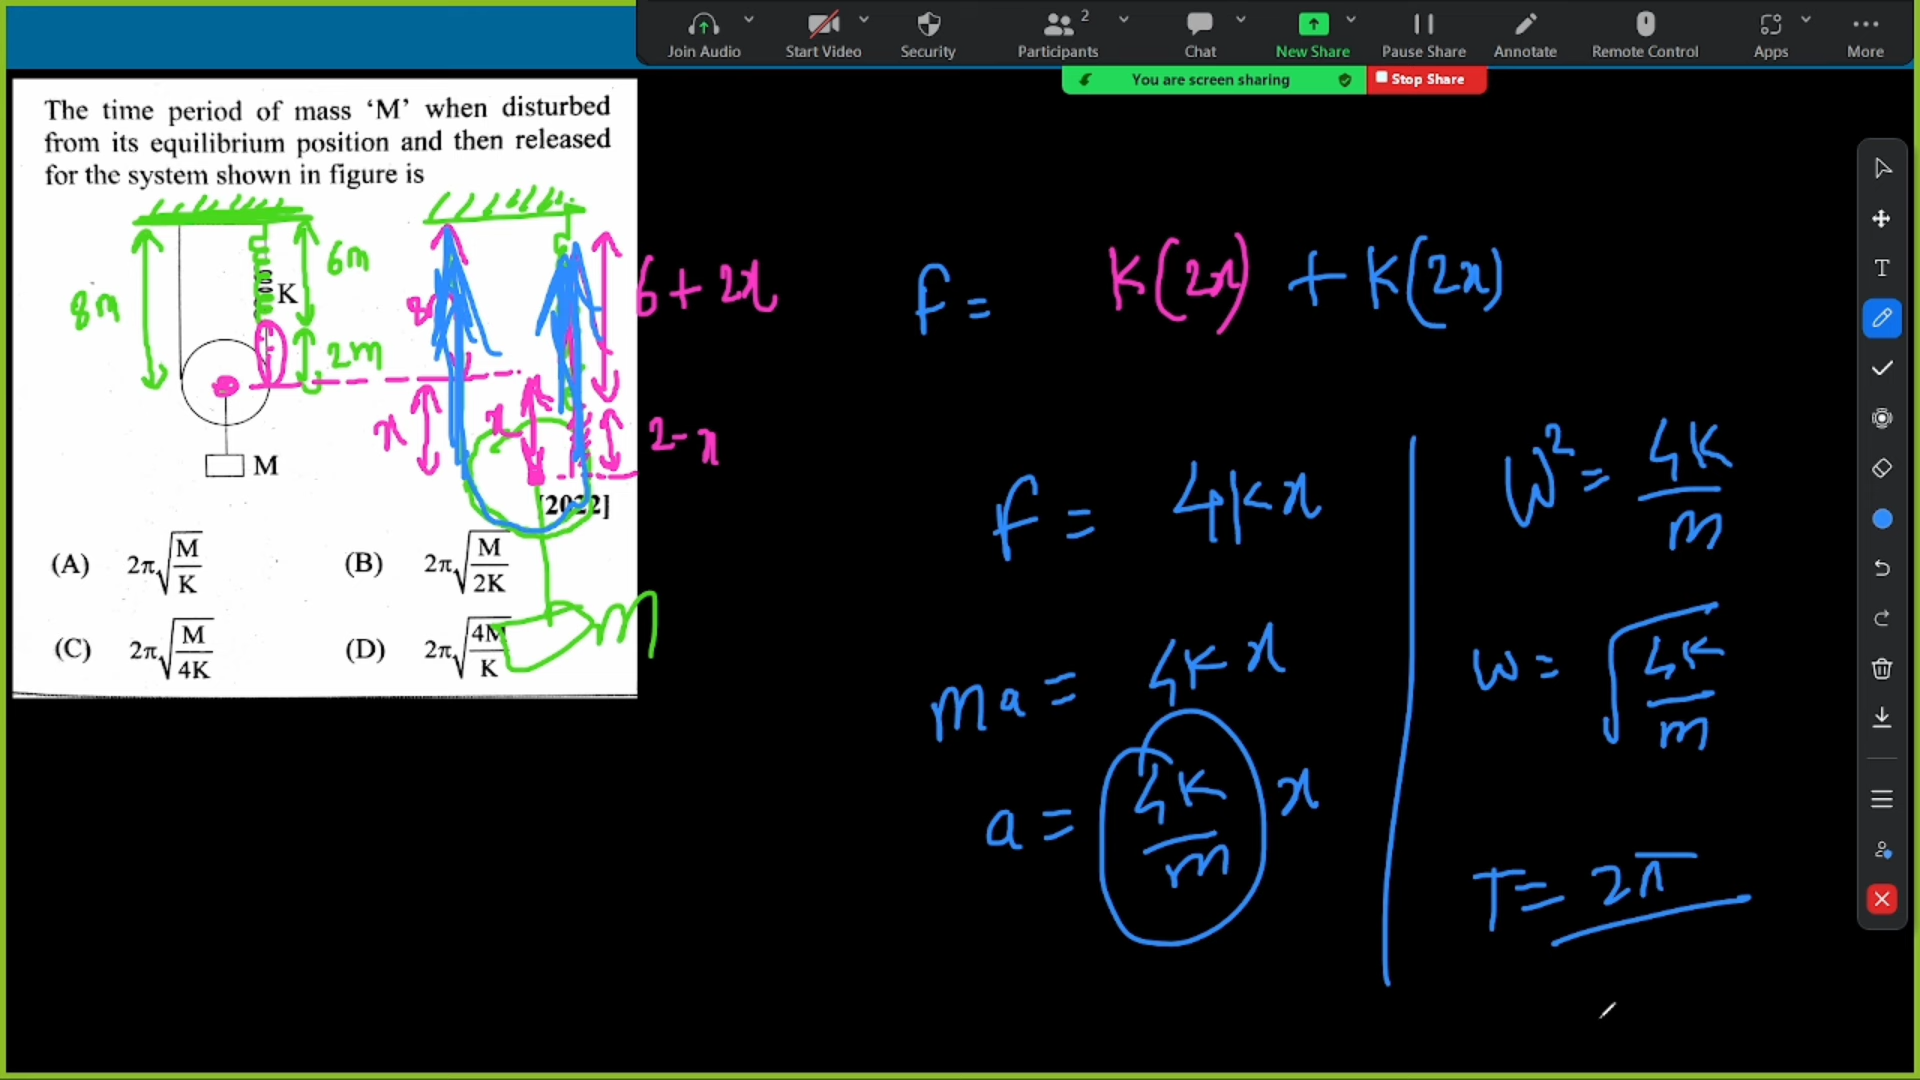 2
Join Audio
Start Video
Security
Participants
Chat
New Share
Pause Share
Annotate
Remote Control
Apps
More
You are screen sharing
Stop Share
The time period of mass ‘M’ when disturbed
from its equilibrium position and then released
for the system shown in figure is
8m
6m
K
2m
M
6 + 2x
x
x
2-x
[2022]
m
(A) 2π√(M/K)
(B) 2π√(M/2K)
(C) 2π√(M/4K)
(D) 2π√(4M/K)
f = K(2x) + K(2x)
f = 4Kx
ma = 4Kx
a = 4K/m x
W² = 4K/m
W = √(4K/m)
T = 2π
T